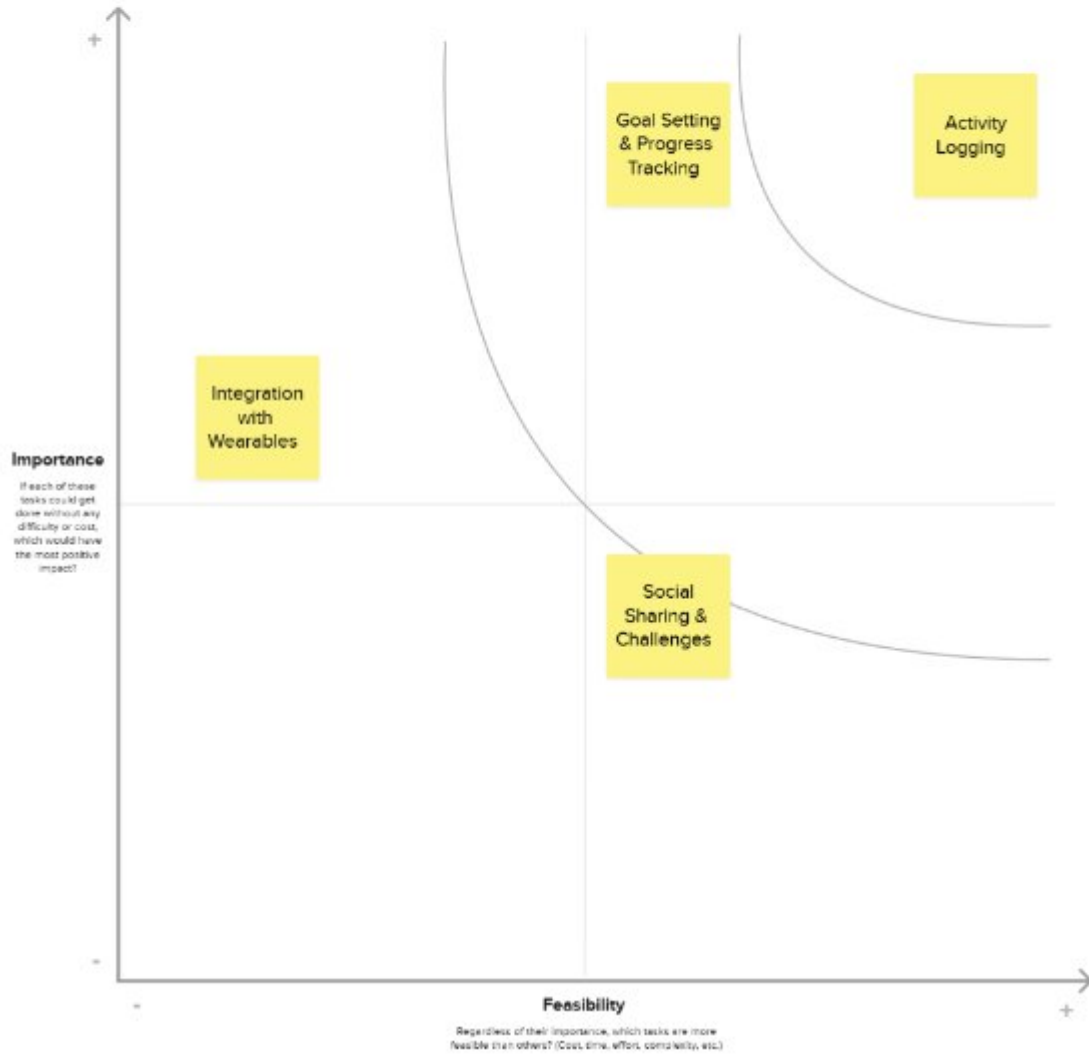 +
Goal Setting
& Progress
Tracking
Activity
Logging
Integration
with
Wearables
Importance
If each of these
tasks could get
done without any
difficulty or cost,
which would have
the most positive
impact?
Social
Sharing &
Challenges
-
-
Feasibility
+
Regardless of their importance, which tasks are more
feasible than others? (Cost, time, effort, complexity, etc.)